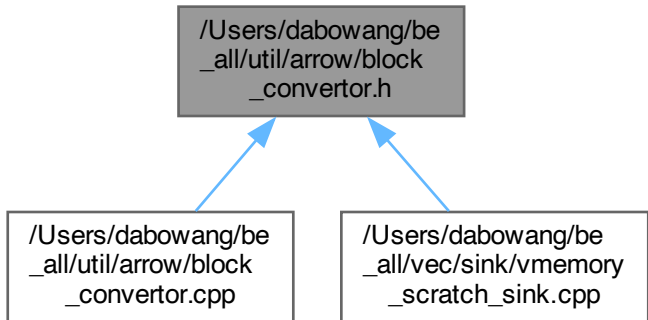 /Users/dabowang/be
_all/util/arrow/block
_convertor.h
/Users/dabowang/be
_all/util/arrow/block
_convertor.cpp
/Users/dabowang/be
_all/vec/sink/vmemory
_scratch_sink.cpp